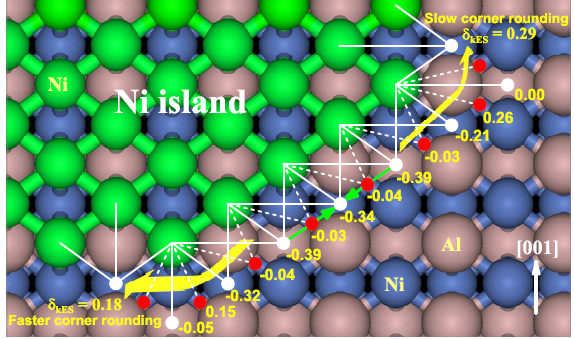 Slow corner rounding
δkES = 0.29
Ni
Ni island
0.00
0.26
-0.21
-0.03
-0.39
-0.04
-0.34
-0.03
-0.39
Al
[001]
-0.04
-0.32
Ni
δkES = 0.18
0.15
Faster corner rounding
-0.05